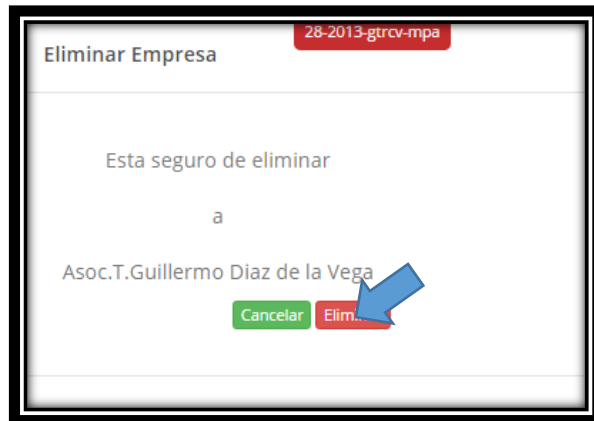 28-2013-gtrcv-mpa
Eliminar Empresa
Esta seguro de eliminar
a
Asoc.T.Guillermo Diaz de la Vega
Cancelar